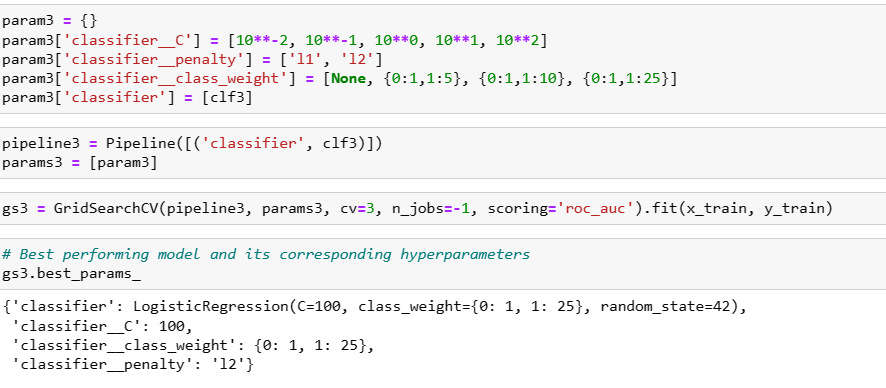 param3 = {}
param3['classifier__C'] = [10**-2, 10**-1, 10**0, 10**1, 10**2]
param3['classifier__penalty'] = ['l1', 'l2']
param3['classifier__class_weight'] = [None, {0:1,1:5}, {0:1,1:10}, {0:1,1:25}]
param3['classifier'] = [clf3]
pipeline3 = Pipeline([('classifier', clf3)])
params3 = [param3]
gs3 = GridSearchCV(pipeline3, params3, cv=3, n_jobs=-1, scoring='roc_auc').fit(x_train, y_train)
# Best performing model and its corresponding hyperparameters
gs3.best_params_
{'classifier': LogisticRegression(C=100, class_weight={0: 1, 1: 25}, random_state=42),
 'classifier__C': 100,
 'classifier__class_weight': {0: 1, 1: 25},
 'classifier__penalty': 'l2'}